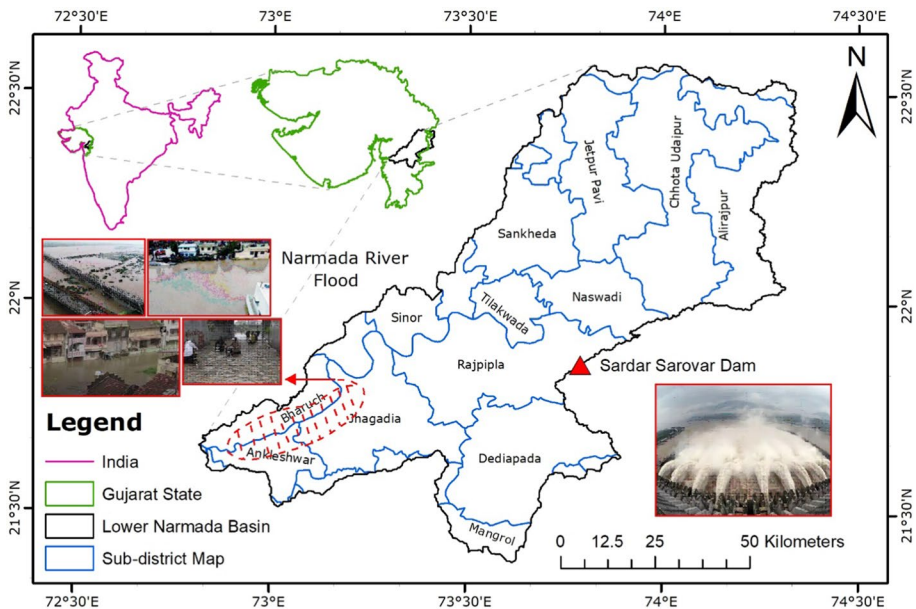 72°30'E 73°E 73°30'E 74°E 74°30'E
22°30'N
22°N
21°30'N
22°30'N
22°N
21°30'N
N
Jetpur Pavi
Chhota Udaipur
Alirajpur
Sankheda
Narmada River
Flood
Tilakwada
Naswadi
Sinor
Rajpipla
Sardar Sarovar Dam
Bharuch
Jhagadia
Ankleshwar
Dediapada
Mangrol
Legend
India
Gujarat State
Lower Narmada Basin
Sub-district Map
0 12.5 25 50 Kilometers
72°30'E 73°E 73°30'E 74°E 74°30'E